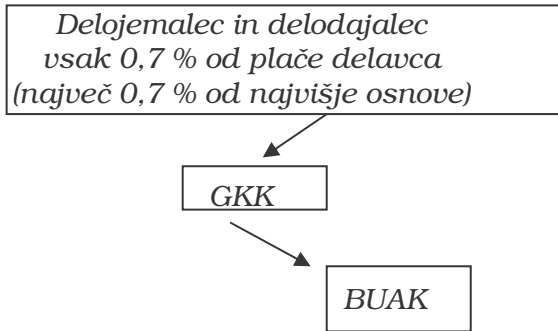 Delojemalec in delodajalec
vsak 0,7 % od plače delavca
(največ 0,7 % od najvišje osnove)
GKK
BUAK